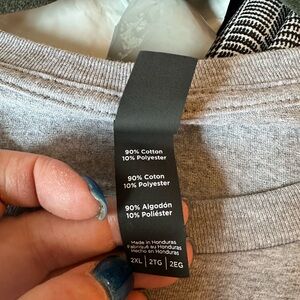 90% Cotton
10% Polyester
90% Coton
10% Polyester
90% Algodón
10% Poliéster
Made in Honduras
Fabriqué au Honduras
Hecho en Honduras
2XL | 2TG | 2EG